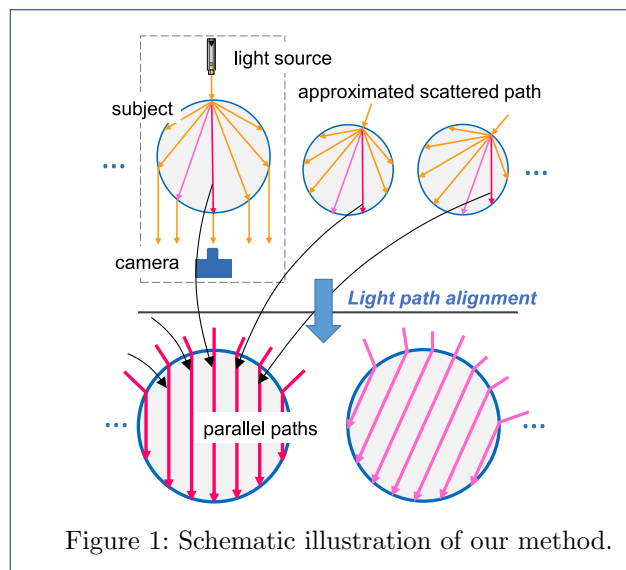 light source
subject
approximated scattered path
...
...
camera
Light path alignment
...
parallel paths
...
Figure 1: Schematic illustration of our method.